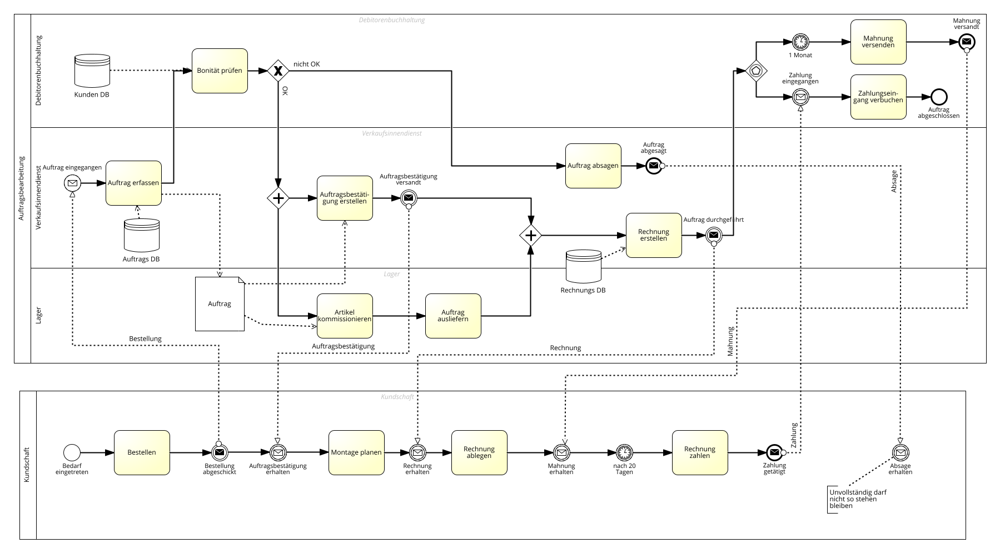 Auftragsbearbeitung
Debitorenbuchhaltung
Debitorenbuchhaltung
Kunden DB
Bonität prüfen
nicht OK
OK
1 Monat
Mahnung
versenden
Mahnung
versandt
Zahlung
eingegangen
Zahlungsein-
gang verbuchen
Auftrag
abgeschlossen
Verkaufsinnendienst
Verkaufsinnendienst
Auftrag eingegangen
Auftrag erfassen
Auftrags DB
Auftragsbestäti-
gung erstellen
Auftragsbestätigung
versandt
Auftrag absagen
Auftrag
abgesagt
Absage
Rechnung
erstellen
Auftrag durchgeführt
Rechnungs DB
Lager
Lager
Auftrag
Artikel
kommissionieren
Auftrag
ausliefern
Bestellung
Auftragsbestätigung
Rechnung
Mahnung
Kundschaft
Kundschaft
Bedarf
eingetreten
Bestellen
Bestellung
abgeschickt
Auftragsbestätigung
erhalten
Montage planen
Rechnung
erhalten
Rechnung
ablegen
Mahnung
erhalten
nach 20
Tagen
Rechnung
zahlen
Zahlung
getätigt
Zahlung
Absage
erhalten
Unvollständig darf
nicht so stehen
bleiben